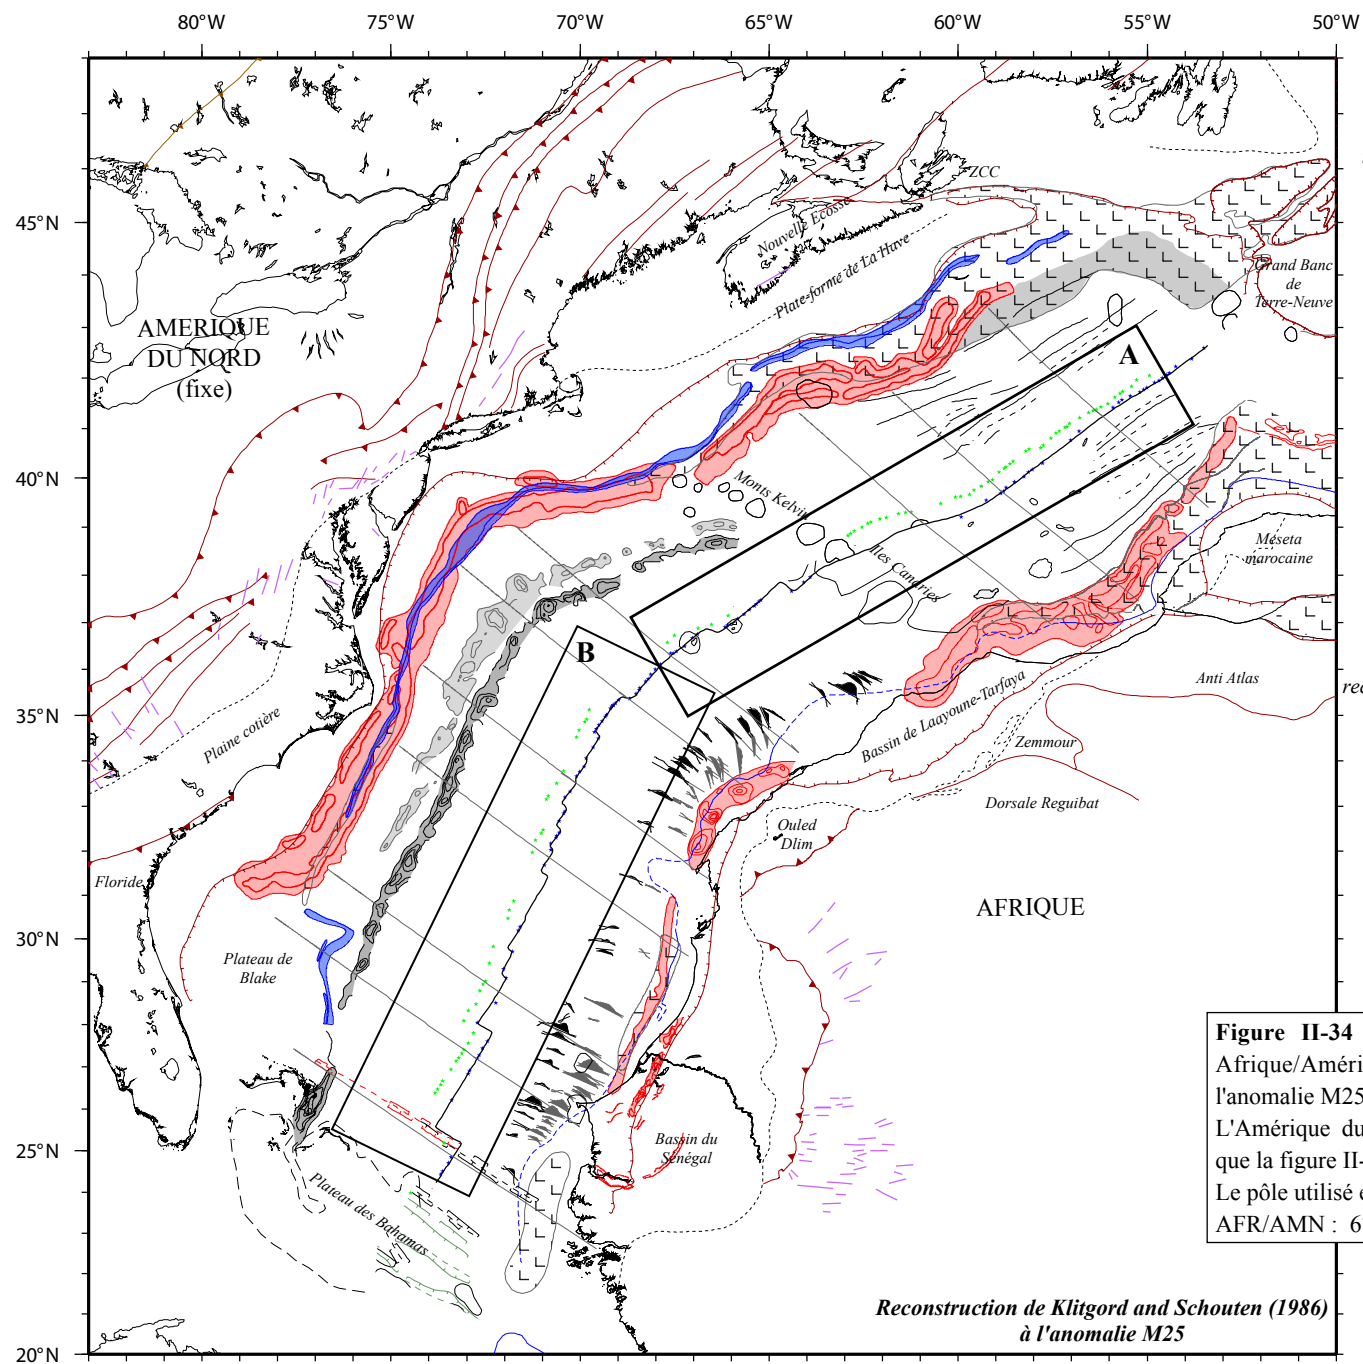 80°W 75°W 70°W 65°W 60°W 55°W 50°W
ZCC
45°N
Nouvelle Ecosse
Plate-forme de La Have
Grand Banc
de
Terre-Neuve
AMÉRIQUE
DU NORD
(fixe)
A
40°N
Monts Kelvin
Iles Canaries
Meseta
marocaine
B
35°N
Anti Atlas
rec
Bassin de Laayoune-Tarfaya
Plaine cotière
Zemmour
Dorsale Reguibat
Ouled
Dlim
Floride
AFRIQUE
30°N
Plateau de
Blake
Figure II-34
Afrique/Améri
l'anomalie M25
L'Amérique du
que la figure II-
Le pôle utilisé e
AFR/AMN : 6
Bassin du
Sénégal
25°N
Plateau des Bahamas
Reconstruction de Klitgord and Schouten (1986)
à l'anomalie M25
20°N